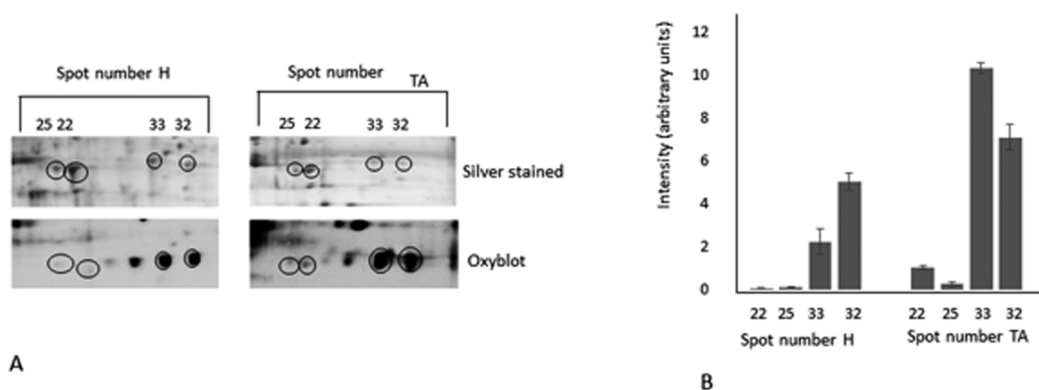 Spot number H
25 22 33 32
Spot number
TA
25 22 33 32
Silver stained
Oxyblot
A
Intensity (arbitrary units)
12
10
8
6
4
2
0
22 25 33 32
Spot number H
22 25 33 32
Spot number TA
B